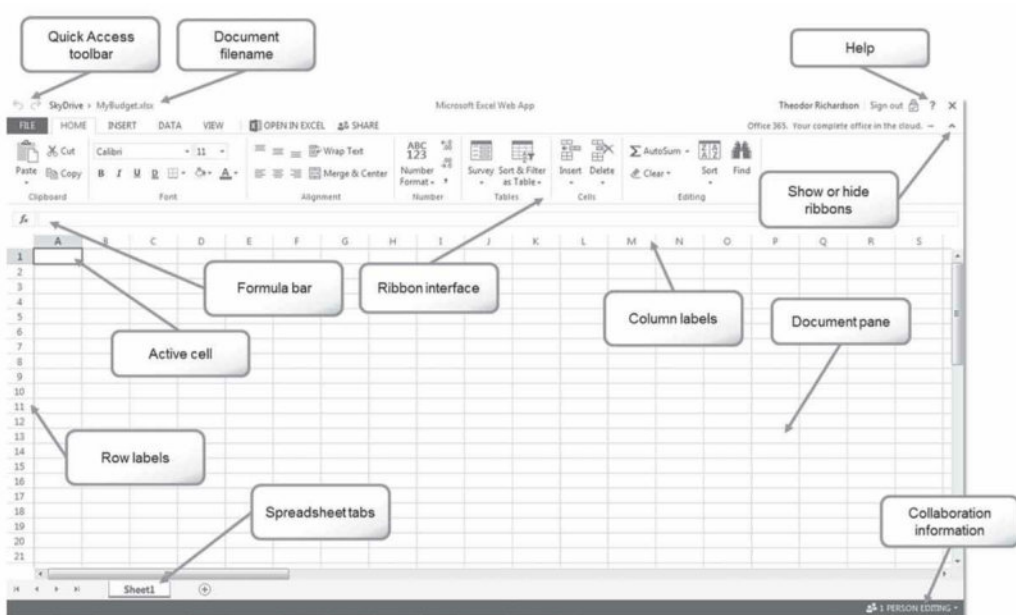 Quick Access
toolbar
Document
filename
Help
SkyDrive › MyBudget.xlsx
Microsoft Excel Web App
Theodor Richardson Sign out ? ×
FILE HOME INSERT DATA VIEW OPEN IN EXCEL SHARE
Office 365. Your complete office in the cloud.
Cut
Calibri 11
Wrap Text
ABC
123
AutoSum
Paste
Copy
B I U D
A
Merge & Center
Number
Format
Survey
Sort & Filter
as Table
Insert
Delete
Clear
Sort
Find
Clipboard
Font
Alignment
Number
Tables
Cells
Editing
Show or hide
ribbons
fx
A B C D E F G H I J K L M N O P Q R S
1
2
3
4
5
6
7
8
9
10
11
12
13
14
15
16
17
18
19
20
21
Formula bar
Ribbon interface
Column labels
Document pane
Active cell
Row labels
Spreadsheet tabs
Collaboration
information
Sheet1
1 PERSON EDITING